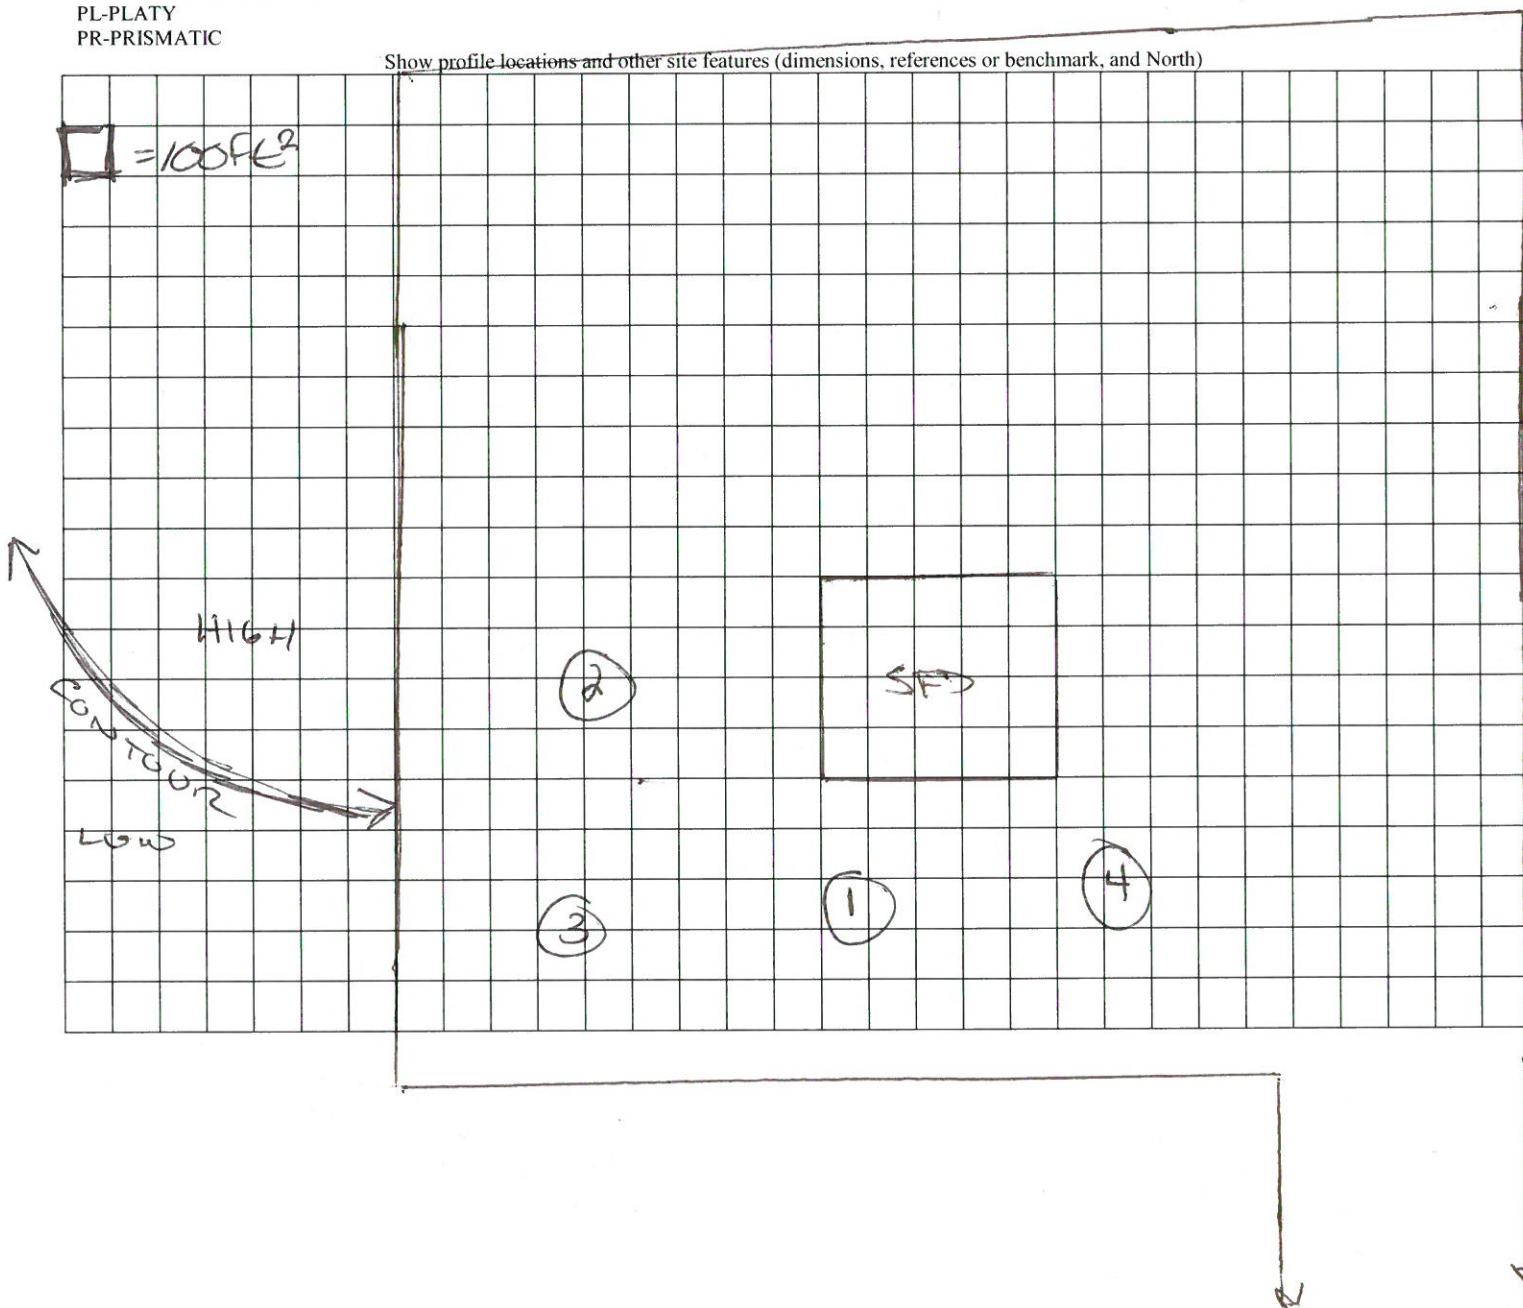 PL-PLATY
PR-PRISMATIC
Show profile locations and other site features (dimensions, references or benchmark, and North)
=100ft²
HIGH
CONTOUR
LOW
2
SFD
3
1
4